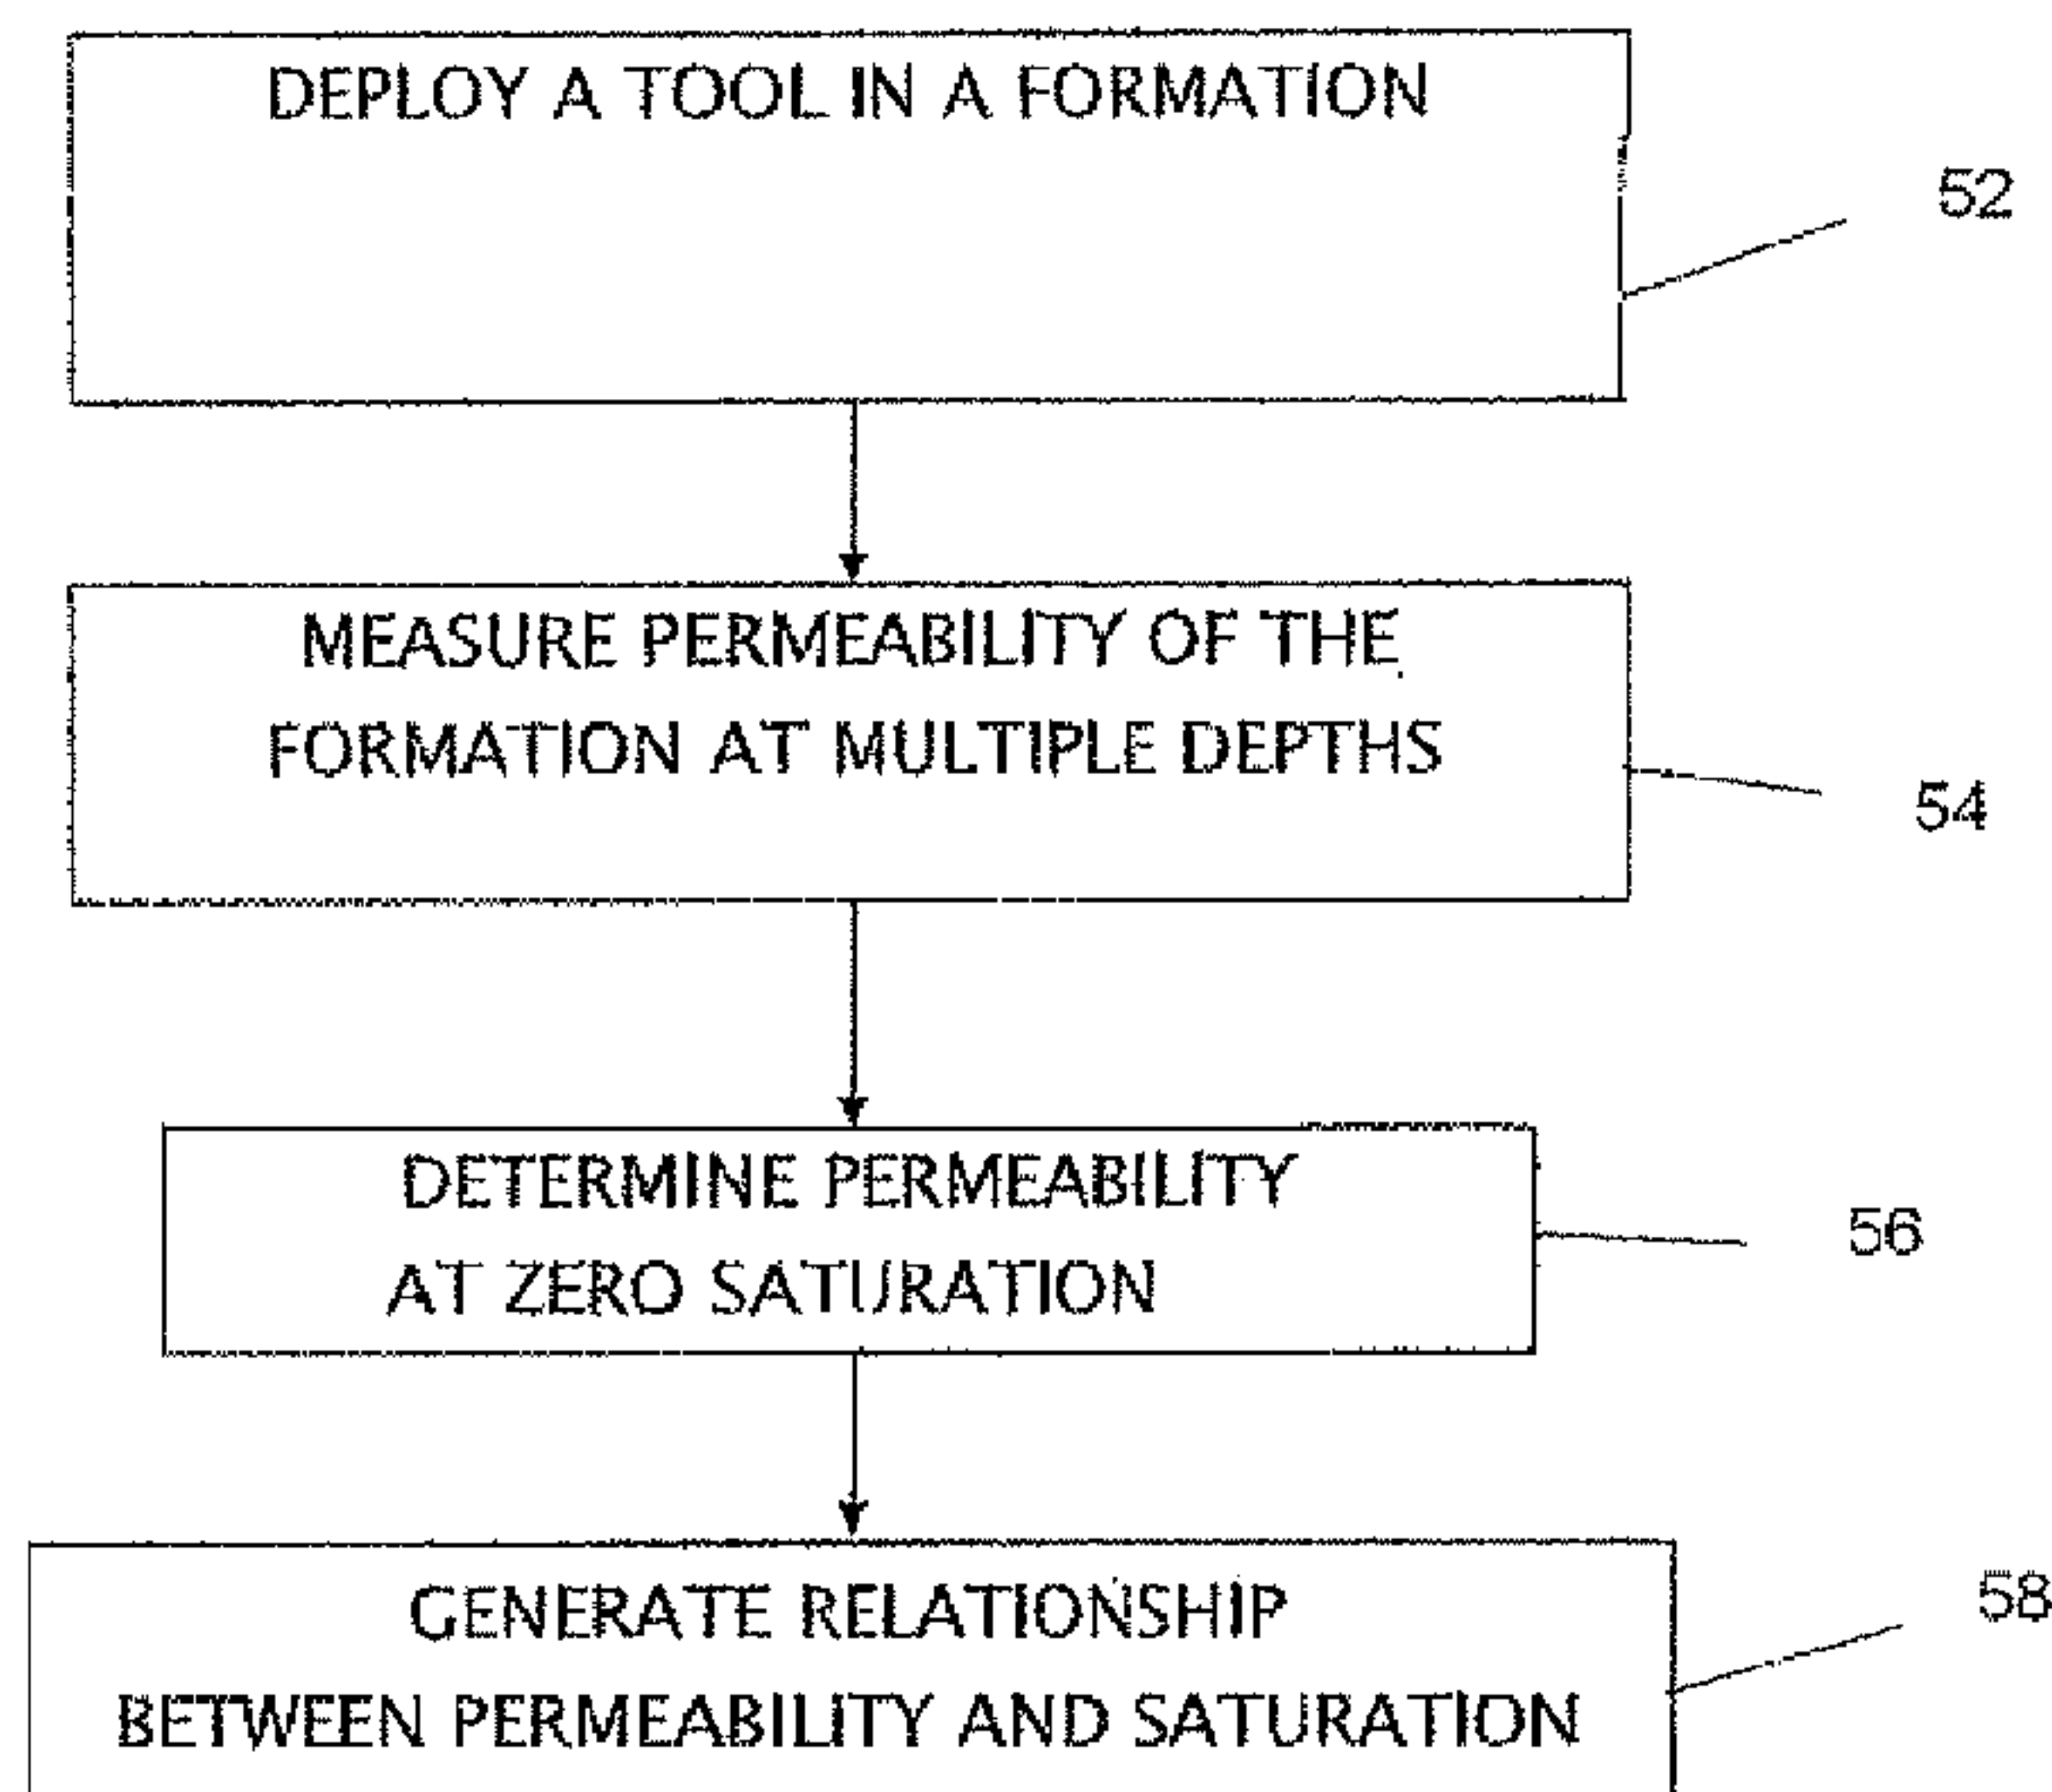 DEPLOY A TOOL IN A FORMATION
52
MEASURE PERMEABILITY OF THE
FORMATION AT MULTIPLE DEPTHS
54
DETERMINE PERMEABILITY
AT ZERO SATURATION
56
GENERATE RELATIONSHIP
BETWEEN PERMEABILITY AND SATURATION
58